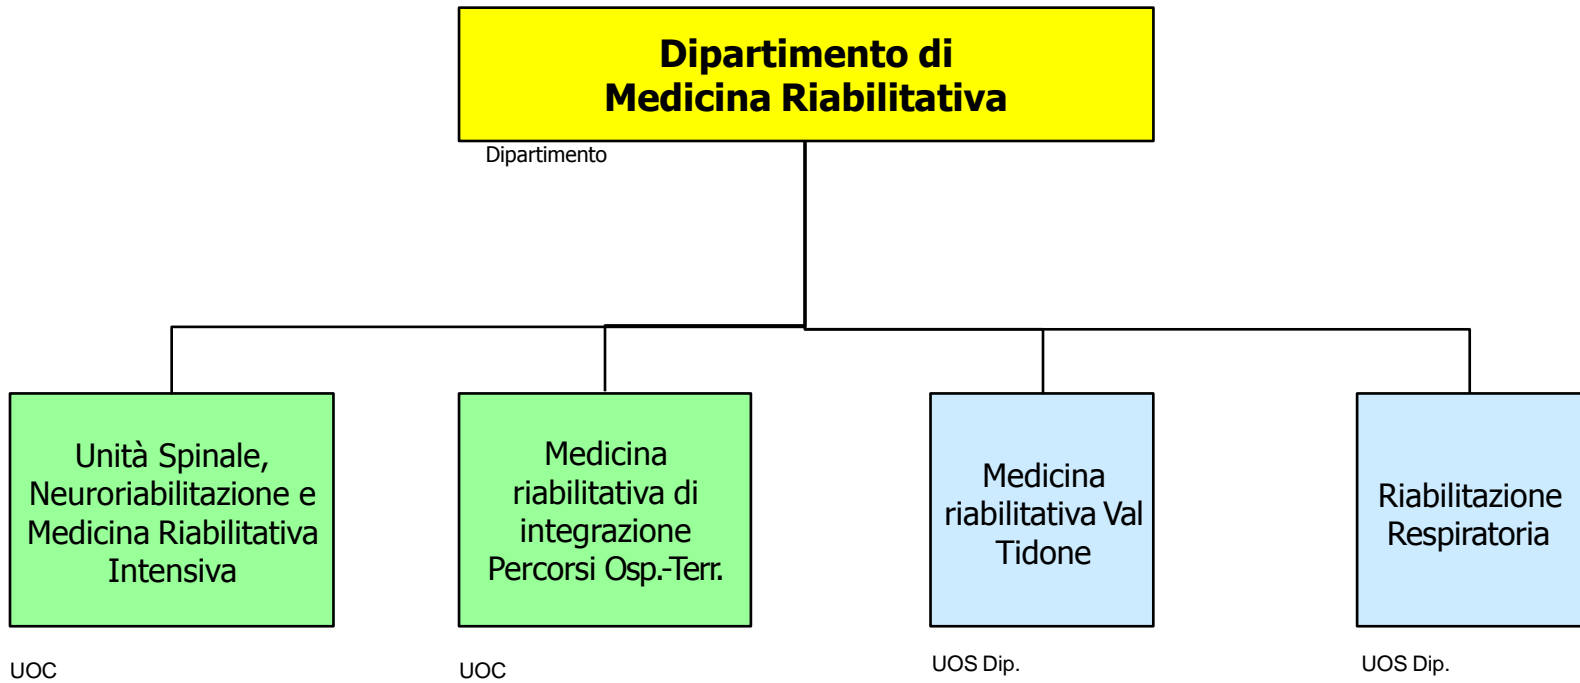 Dipartimento di
Medicina Riabilitativa
Dipartimento
Unità Spinale,
Neuroriabilitazione e
Medicina Riabilitativa
Intensiva
UOC
Medicina
riabilitativa di
integrazione
Percorsi Osp.-Terr.
UOC
Medicina
riabilitativa Val
Tidone
UOS Dip.
Riabilitazione
Respiratoria
UOS Dip.